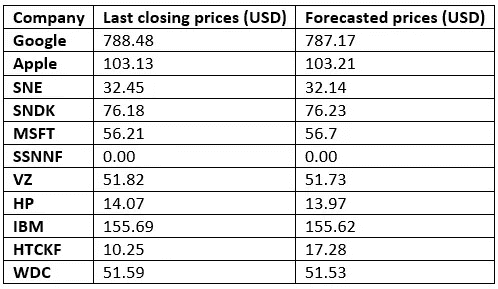 Company Last closing prices (USD) Forecasted prices (USD)
Google 788.48 787.17
Apple 103.13 103.21
SNE 32.45 32.14
SNDK 76.18 76.23
MSFT 56.21 56.7
SSNNF 0.00 0.00
VZ 51.82 51.73
HP 14.07 13.97
IBM 155.69 155.62
HTCKF 10.25 17.28
WDC 51.59 51.53